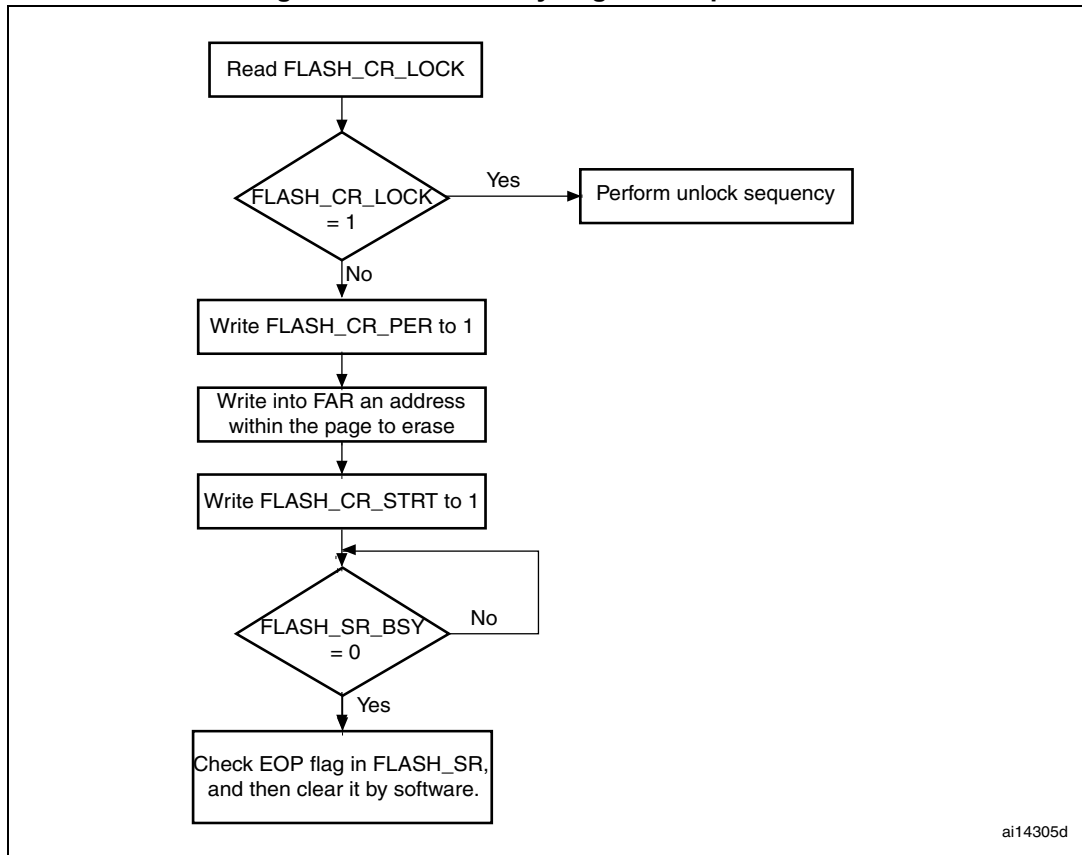 Read FLASH_CR_LOCK
FLASH_CR_LOCK
= 1
Yes
Perform unlock sequency
No
Write FLASH_CR_PER to 1
Write into FAR an address
within the page to erase
Write FLASH_CR_STRT to 1
FLASH_SR_BSY
= 0
No
Yes
Check EOP flag in FLASH_SR,
and then clear it by software.
ai14305d